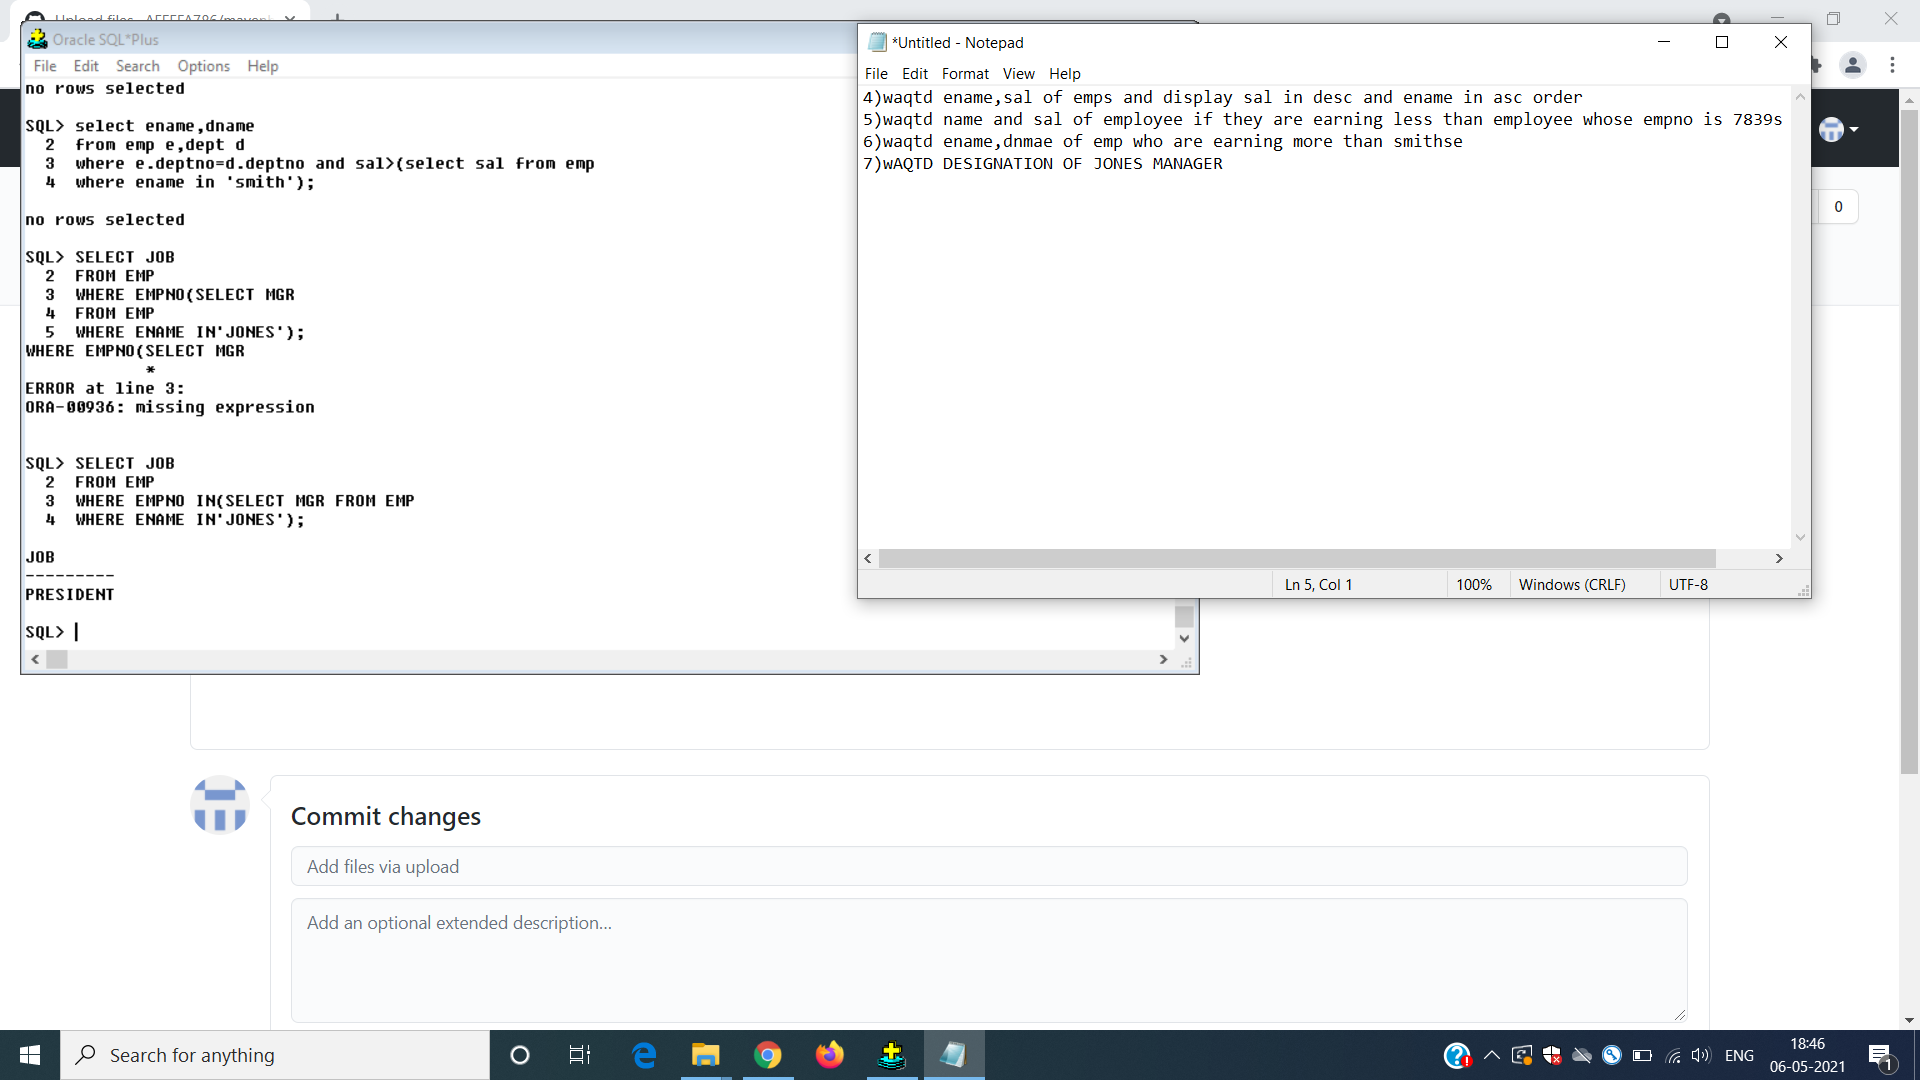 Oracle SQL*Plus
File Edit Search Options Help
no rows selected
SQL> select ename,dname
2 from emp e,dept d
3 where e.deptno=d.deptno and sal>(select sal from emp
4 where ename in 'smith');
no rows selected
SQL> SELECT JOB
2 FROM EMP
3 WHERE EMPNO(SELECT MGR
4 FROM EMP
5 WHERE ENAME IN'JONES');
WHERE EMPNO(SELECT MGR
*
ERROR at line 3:
ORA-00936: missing expression
SQL> SELECT JOB
2 FROM EMP
3 WHERE EMPNO IN(SELECT MGR FROM EMP
4 WHERE ENAME IN'JONES');
JOB
---------
PRESIDENT
SQL>
*Untitled - Notepad
File Edit Format View Help
4)waqtd ename,sal of emps and display sal in desc and ename in asc order
5)waqtd name and sal of employee if they are earning less than employee whose empno is 7839s
6)waqtd ename,dnmae of emp who are earning more than smithse
7)wAQTD DESIGNATION OF JONES MANAGER
Ln 5, Col 1 100% Windows (CRLF) UTF-8
0
Commit changes
Add files via upload
Add an optional extended description...
Search for anything
ENG
18:46
06-05-2021
1